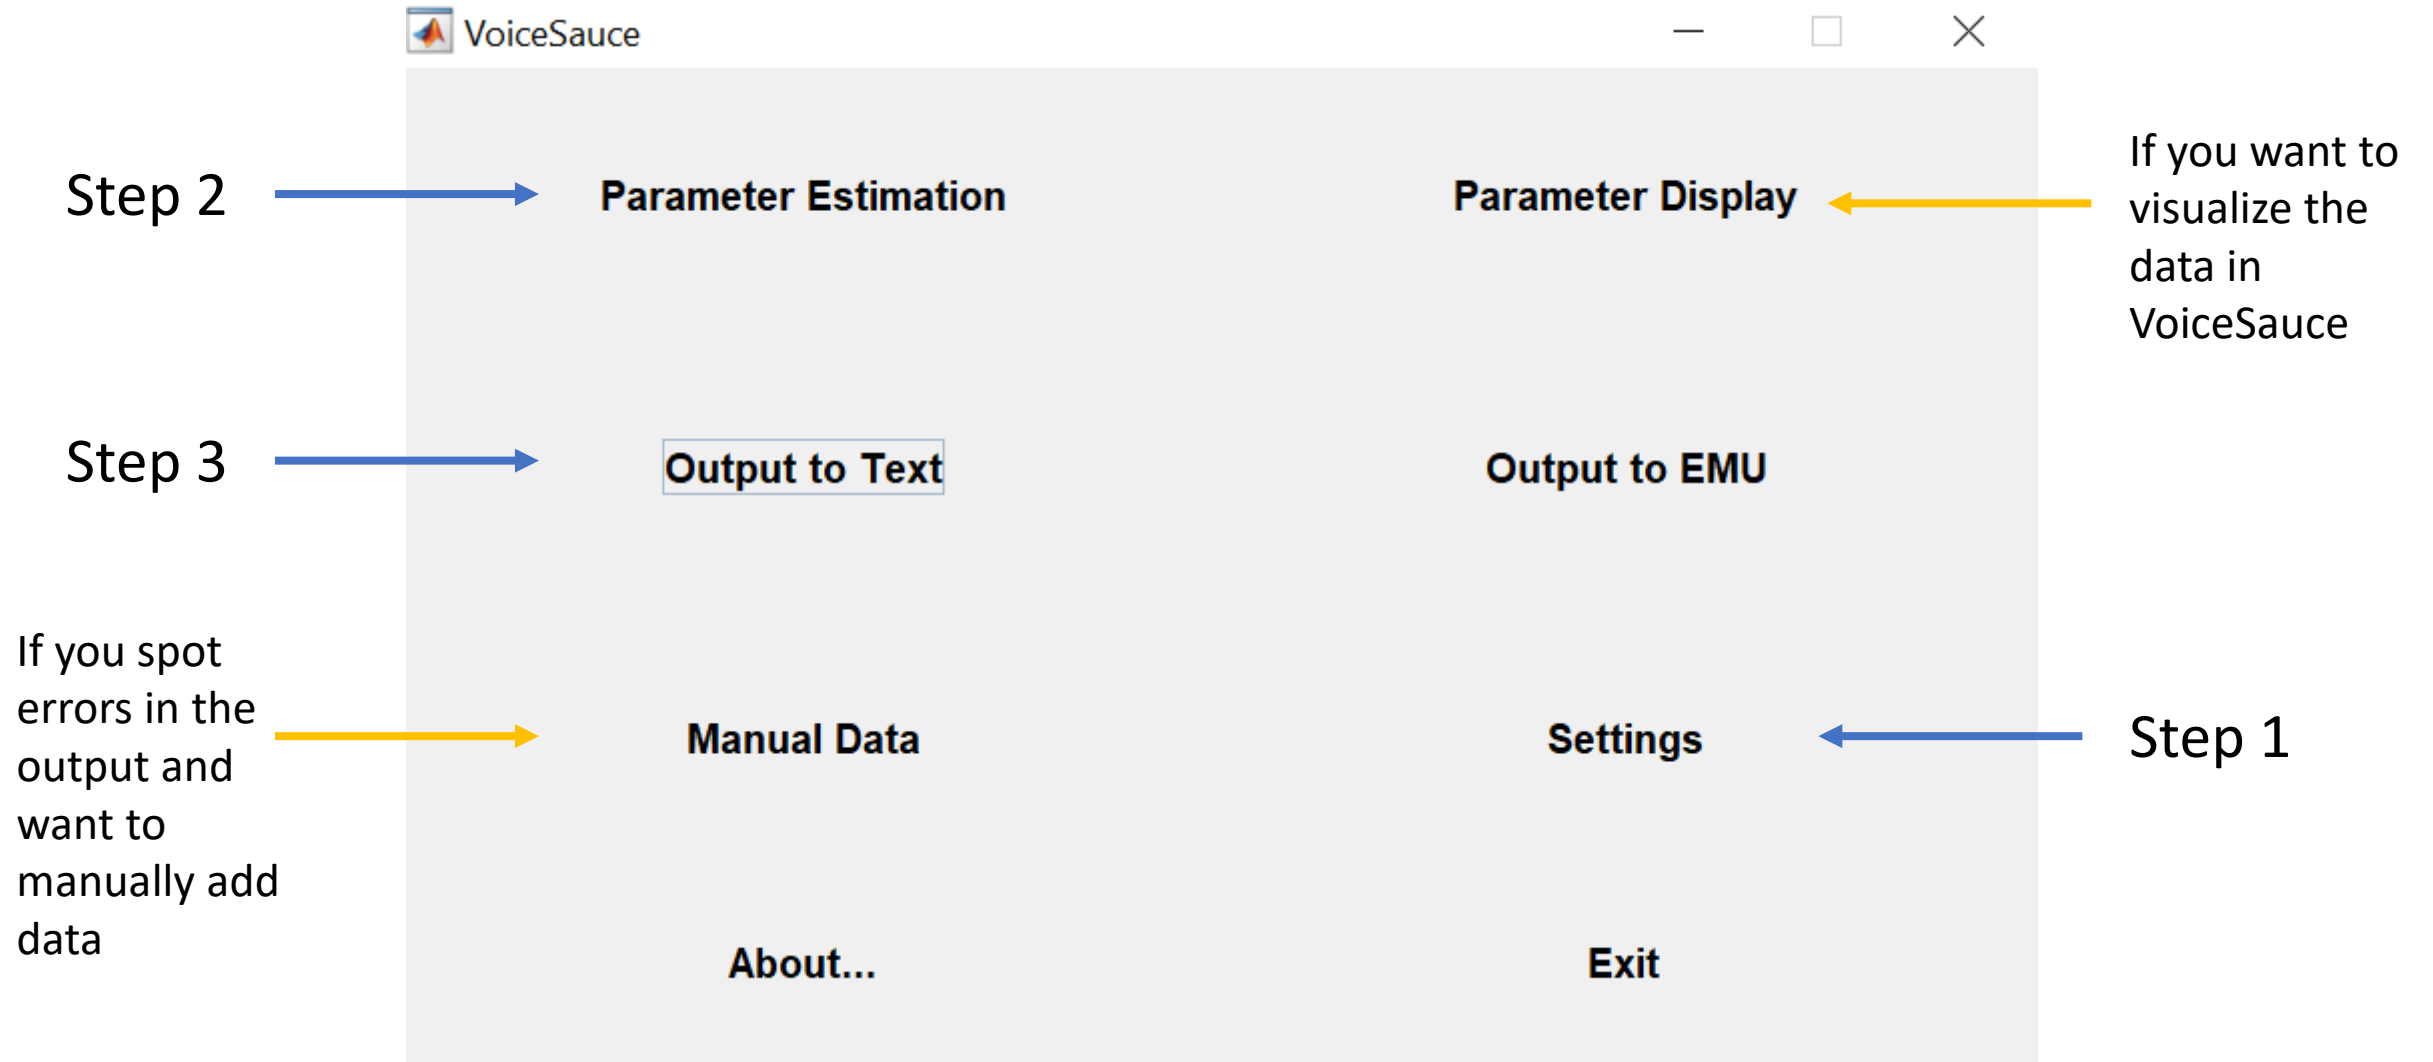 VoiceSauce
Step 2
Parameter Estimation
Parameter Display
If you want to
visualize the
data in
VoiceSauce
Step 3
Output to Text
Output to EMU
If you spot
errors in the
output and
want to
manually add
data
Manual Data
Settings
Step 1
About...
Exit